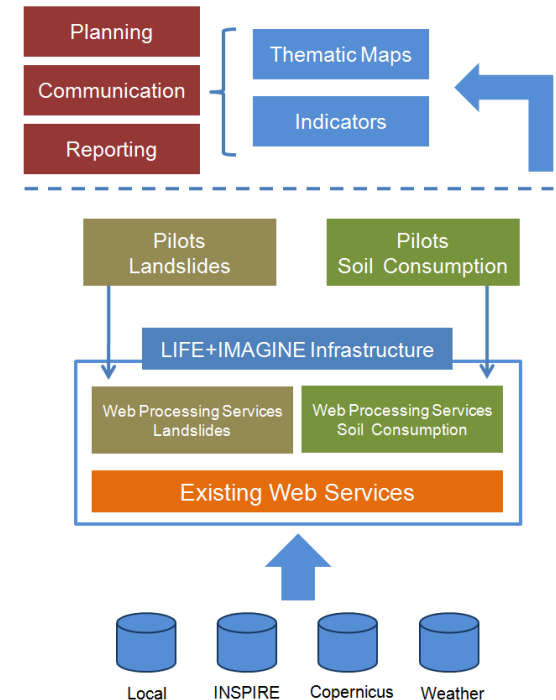 Planning
Communication
Reporting
Thematic Maps
Indicators
Pilots
Landslides
Pilots
Soil Consumption
LIFE+IMAGINE Infrastructure
Web Processing Services
Landslides
Web Processing Services
Soil Consumption
Existing Web Services
Local
INSPIRE
Copernicus
Weather